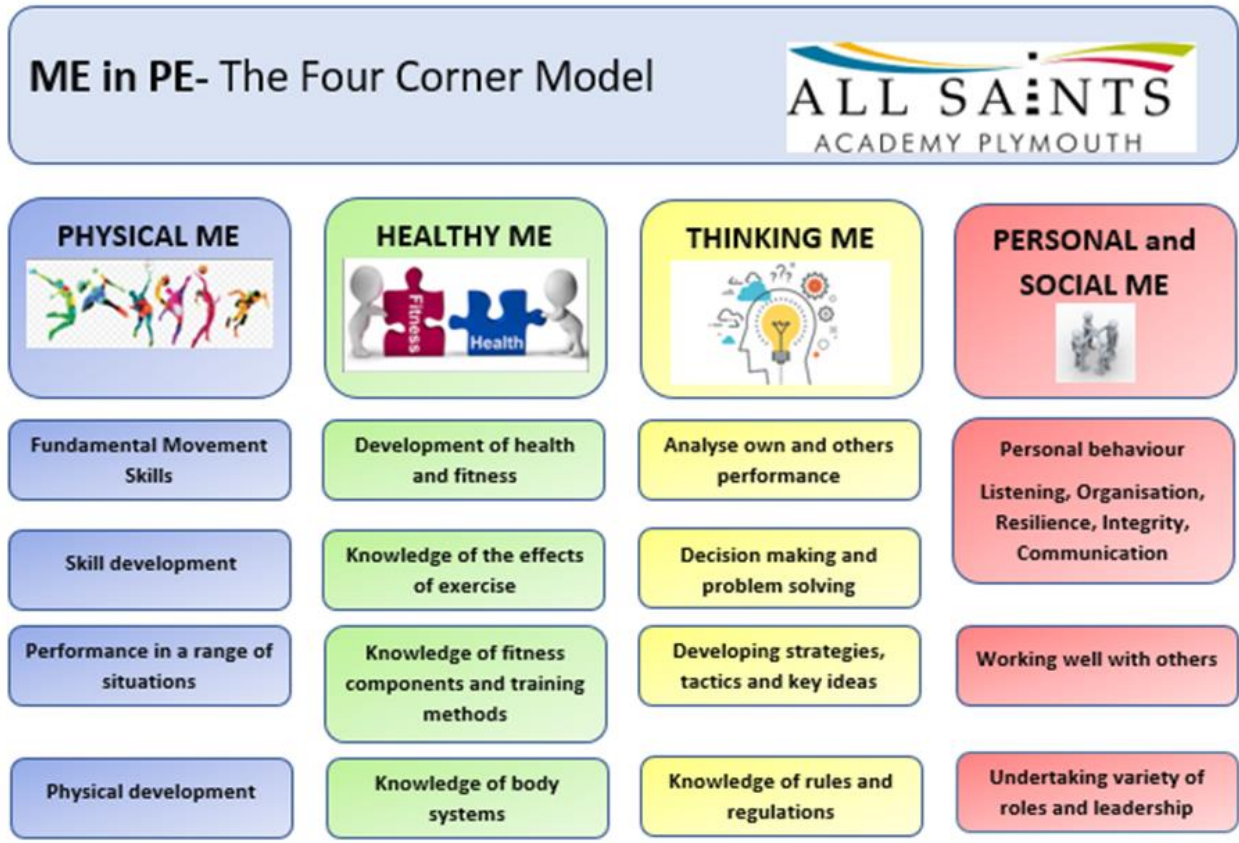 ME in PE- The Four Corner Model
ALL SAINTS
ACADEMY PLYMOUTH
PHYSICAL ME
Fundamental Movement
Skills
Skill development
Performance in a range of
situations
Physical development
HEALTHY ME
Fitness
Health
Development of health
and fitness
Knowledge of the effects
of exercise
Knowledge of fitness
components and training
methods
Knowledge of body
systems
THINKING ME
???
Analyse own and others
performance
Decision making and
problem solving
Developing strategies,
tactics and key ideas
Knowledge of rules and
regulations
PERSONAL and
SOCIAL ME
Personal behaviour
Listening, Organisation,
Resilience, Integrity,
Communication
Working well with others
Undertaking variety of
roles and leadership